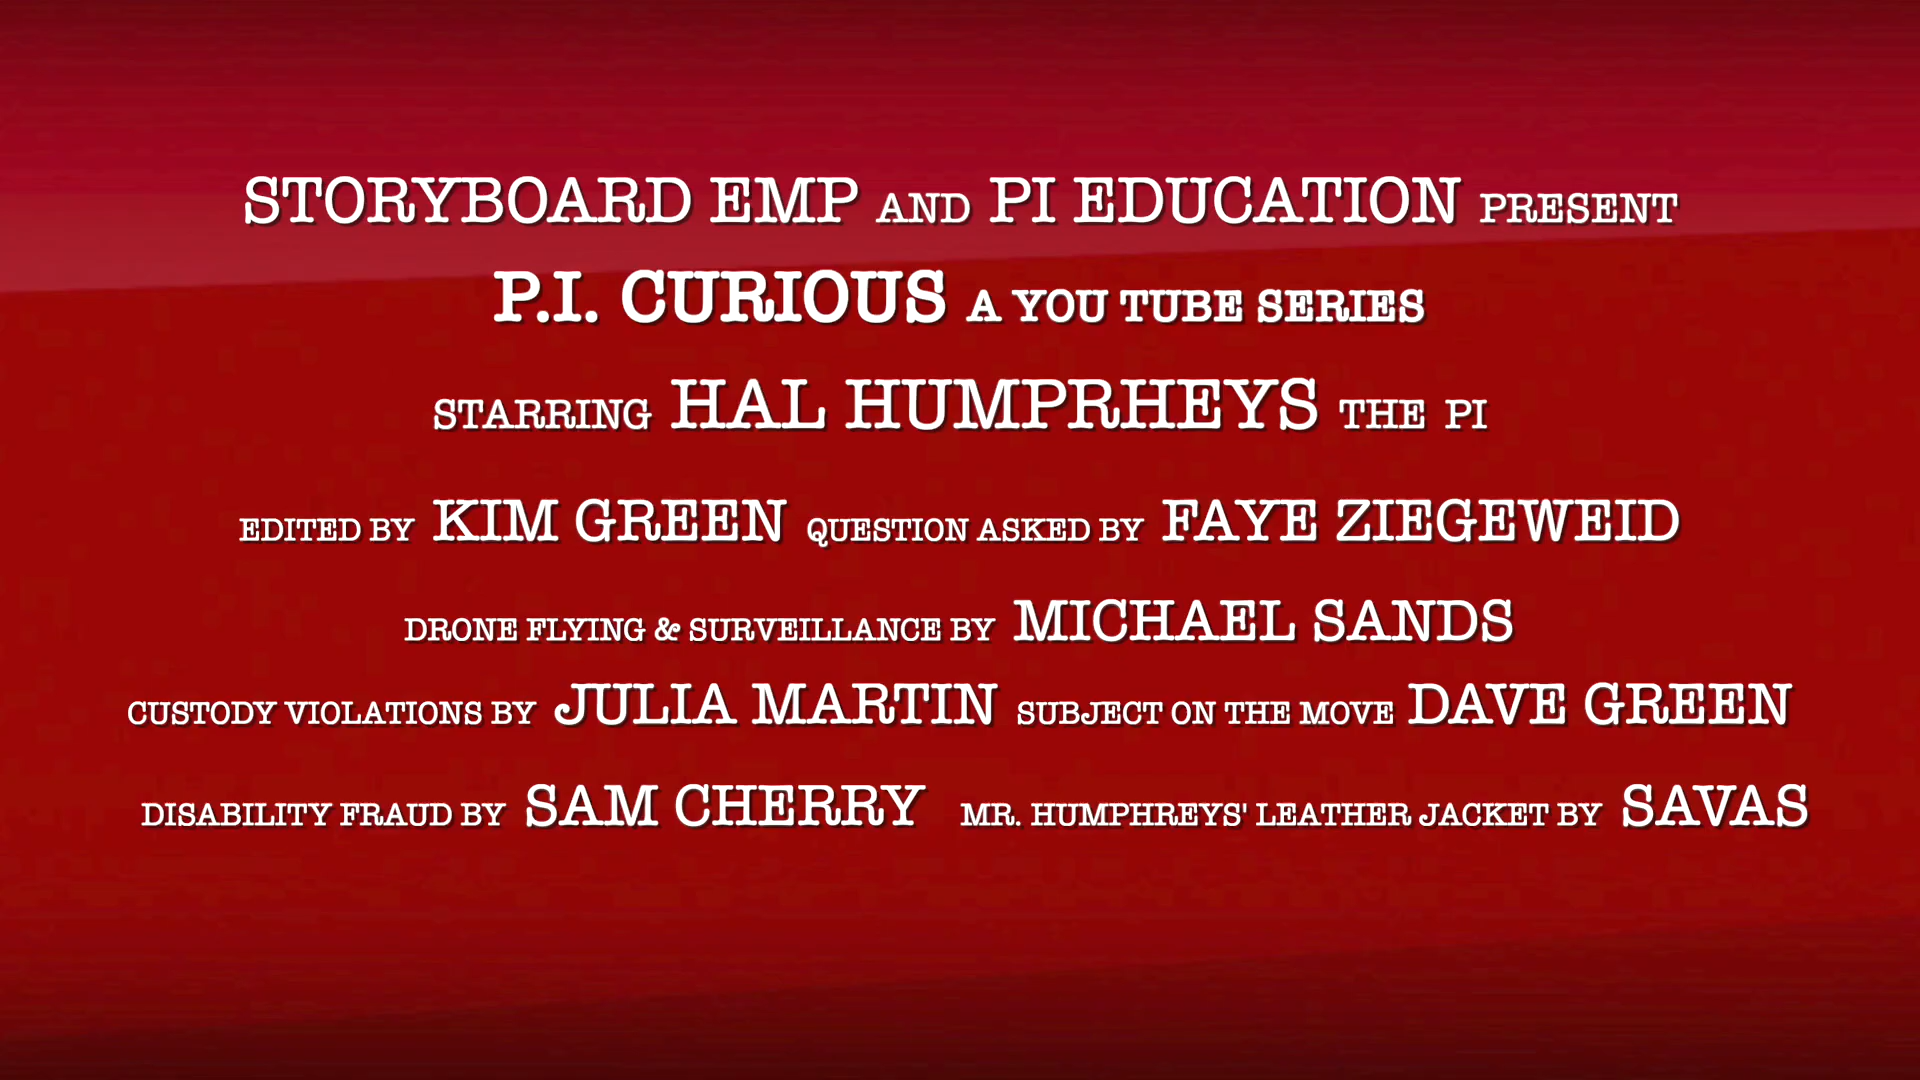 STORYBOARD EMP AND PI EDUCATION PRESENT
P.I. CURIOUS A YOU TUBE SERIES
STARRING HAL HUMPRHEYS THE PI
EDITED BY KIM GREEN QUESTION ASKED BY FAYE ZIEGEWEID
DRONE FLYING & SURVEILLANCE BY MICHAEL SANDS
CUSTODY VIOLATIONS BY JULIA MARTIN SUBJECT ON THE MOVE DAVE GREEN
DISABILITY FRAUD BY SAM CHERRY MR. HUMPHREYS' LEATHER JACKET BY SAVAS